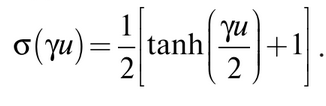 σ(γu) = 1/2 [tanh(γu/2) + 1].